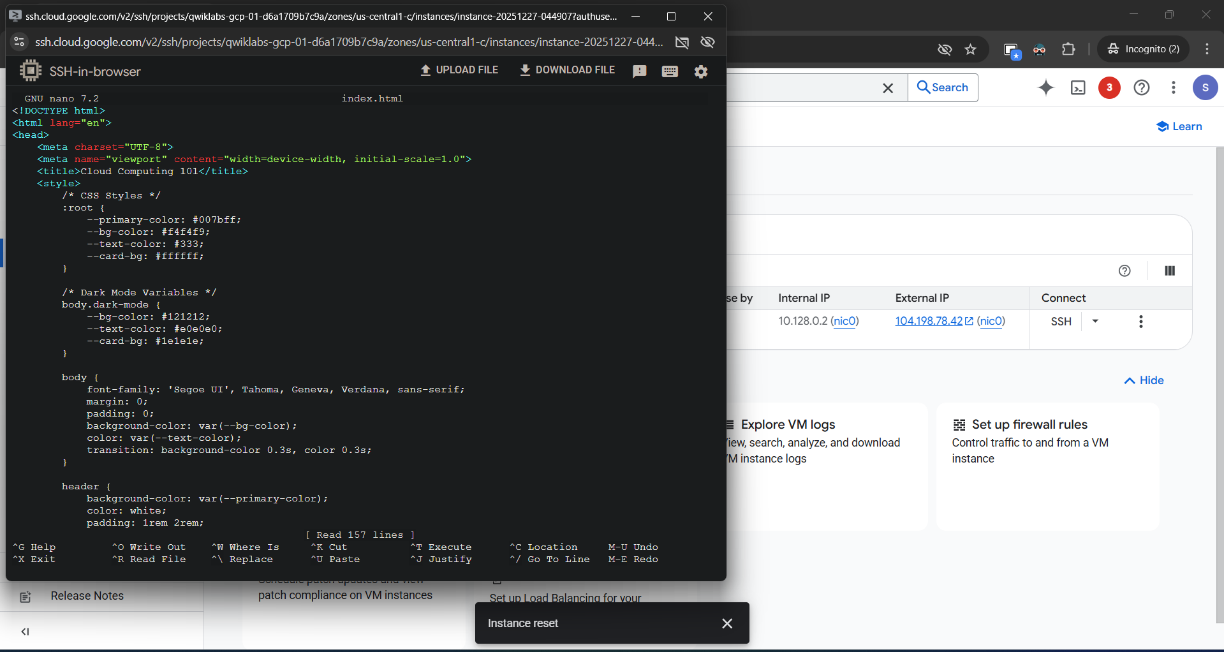 ssh.cloud.google.com/v2/ssh/projects/qwiklabs-gcp-01-d6a1709b7c9a/zones/us-central1-c/instances/instance-20251227-044907?authuse...
ssh.cloud.google.com/v2/ssh/projects/qwiklabs-gcp-01-d6a1709b7c9a/zones/us-central1-c/instances/instance-20251227-044...
SSH-in-browser
UPLOAD FILE
DOWNLOAD FILE
GNU nano 7.2 index.html
<!DOCTYPE html>
<html lang="en">
<head>
    <meta charset="UTF-8">
    <meta name="viewport" content="width=device-width, initial-scale=1.0">
    <title>Cloud Computing 101</title>
    <style>
        /* CSS Styles */
        :root {
            --primary-color: #007bff;
            --bg-color: #f4f4f9;
            --text-color: #333;
            --card-bg: #ffffff;
        }
        /* Dark Mode Variables */
        body.dark-mode {
            --bg-color: #121212;
            --text-color: #e0e0e0;
            --card-bg: #1e1e1e;
        }
        body {
            font-family: 'Segoe UI', Tahoma, Geneva, Verdana, sans-serif;
            margin: 0;
            padding: 0;
            background-color: var(--bg-color);
            color: var(--text-color);
            transition: background-color 0.3s, color 0.3s;
        }
        header {
            background-color: var(--primary-color);
            color: white;
            padding: 1rem 2rem;
[ Read 157 lines ]
^G Help ^O Write Out ^W Where Is ^K Cut ^T Execute ^C Location M-U Undo
^X Exit ^R Read File ^\ Replace ^U Paste ^J Justify ^/ Go To Line M-E Redo
Incognito (2)
Search
3
S
Learn
se by Internal IP External IP Connect
10.128.0.2 (nic0) 104.198.78.42 (nic0) SSH
Hide
Explore VM logs
iew, search, analyze, and download
M instance logs
Set up firewall rules
Control traffic to and from a VM
instance
Release Notes
Schedule patch updates and view
patch compliance on VM instances
Set up Load Balancing for your
Instance reset